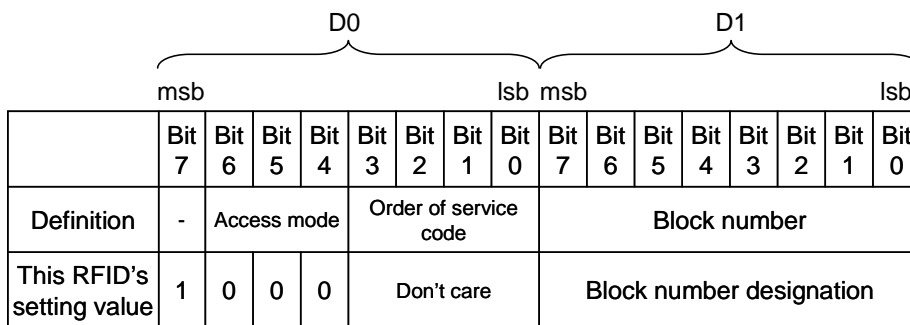 D0 D1
msb lsb msb lsb
Bit 7 Bit 6 Bit 5 Bit 4 Bit 3 Bit 2 Bit 1 Bit 0 Bit 7 Bit 6 Bit 5 Bit 4 Bit 3 Bit 2 Bit 1 Bit 0
Definition - Access mode Order of service code Block number
This RFID's setting value 1 0 0 0 Don't care Block number designation